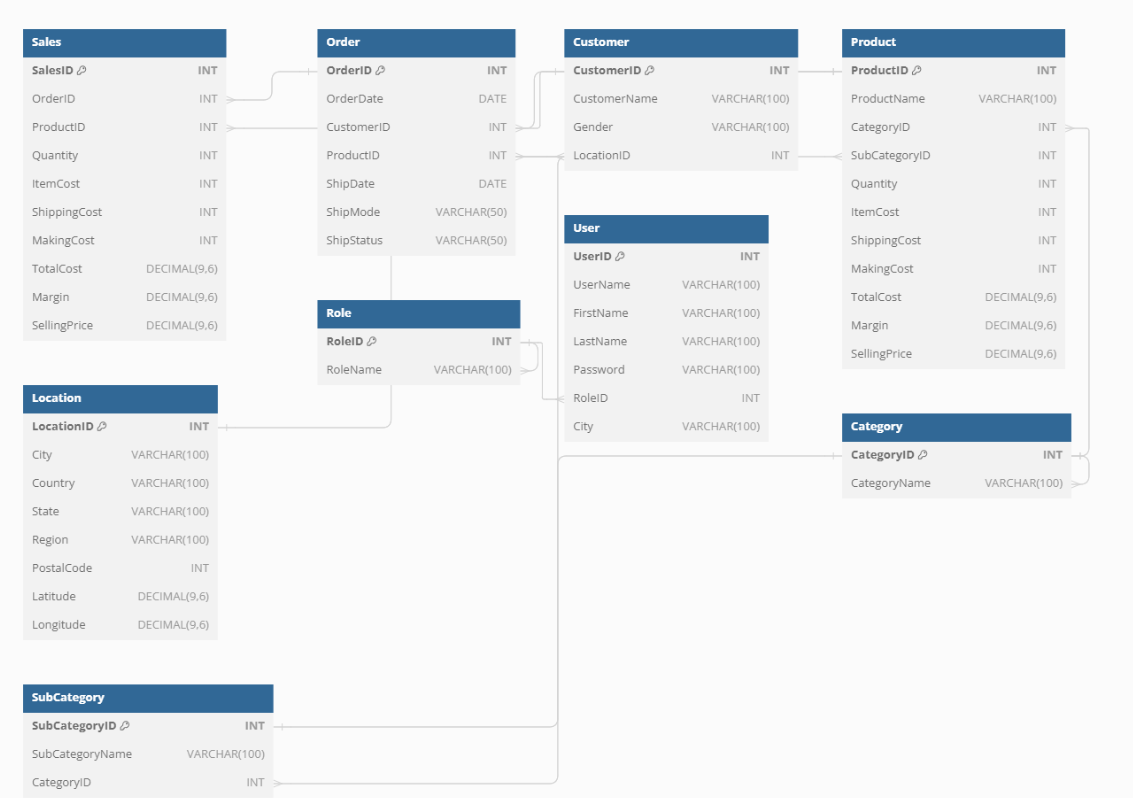 Sales
SalesID INT
OrderID INT
ProductID INT
Quantity INT
ItemCost INT
ShippingCost INT
MakingCost INT
TotalCost DECIMAL(9,6)
Margin DECIMAL(9,6)
SellingPrice DECIMAL(9,6)
Order
OrderID INT
OrderDate DATE
CustomerID INT
ProductID INT
ShipDate DATE
ShipMode VARCHAR(50)
ShipStatus VARCHAR(50)
Customer
CustomerID INT
CustomerName VARCHAR(100)
Gender VARCHAR(100)
LocationID INT
Product
ProductID INT
ProductName VARCHAR(100)
CategoryID INT
SubCategoryID INT
Quantity INT
ItemCost INT
ShippingCost INT
MakingCost INT
TotalCost DECIMAL(9,6)
Margin DECIMAL(9,6)
SellingPrice DECIMAL(9,6)
User
UserID INT
UserName VARCHAR(100)
FirstName VARCHAR(100)
LastName VARCHAR(100)
Password VARCHAR(100)
RoleID INT
City VARCHAR(100)
Role
RoleID INT
RoleName VARCHAR(100)
Location
LocationID INT
City VARCHAR(100)
Country VARCHAR(100)
State VARCHAR(100)
Region VARCHAR(100)
PostalCode INT
Latitude DECIMAL(9,6)
Longitude DECIMAL(9,6)
Category
CategoryID INT
CategoryName VARCHAR(100)
SubCategory
SubCategoryID INT
SubCategoryName VARCHAR(100)
CategoryID INT